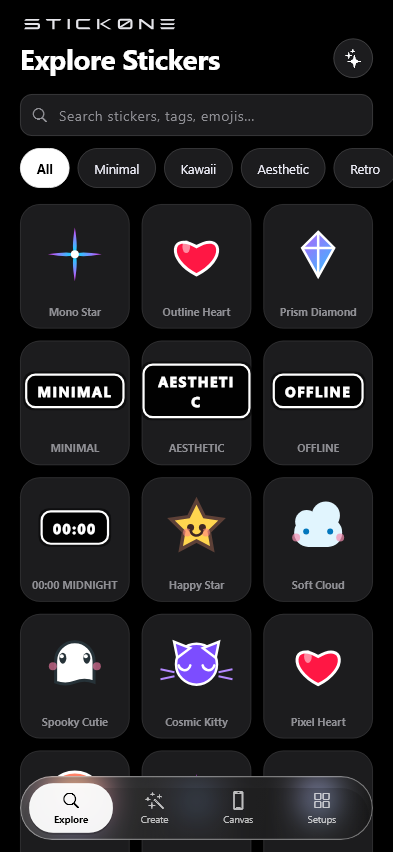 STICKONE
Explore Stickers
Search stickers, tags, emojis...
All Minimal Kawaii Aesthetic Retro
Mono Star Outline Heart Prism Diamond
MINIMAL AESTHETI OFFLINE
C
MINIMAL AESTHETIC OFFLINE
00:00
00:00 MIDNIGHT Happy Star Soft Cloud
Spooky Cutie Cosmic Kitty Pixel Heart
Explore Create Canvas Setups